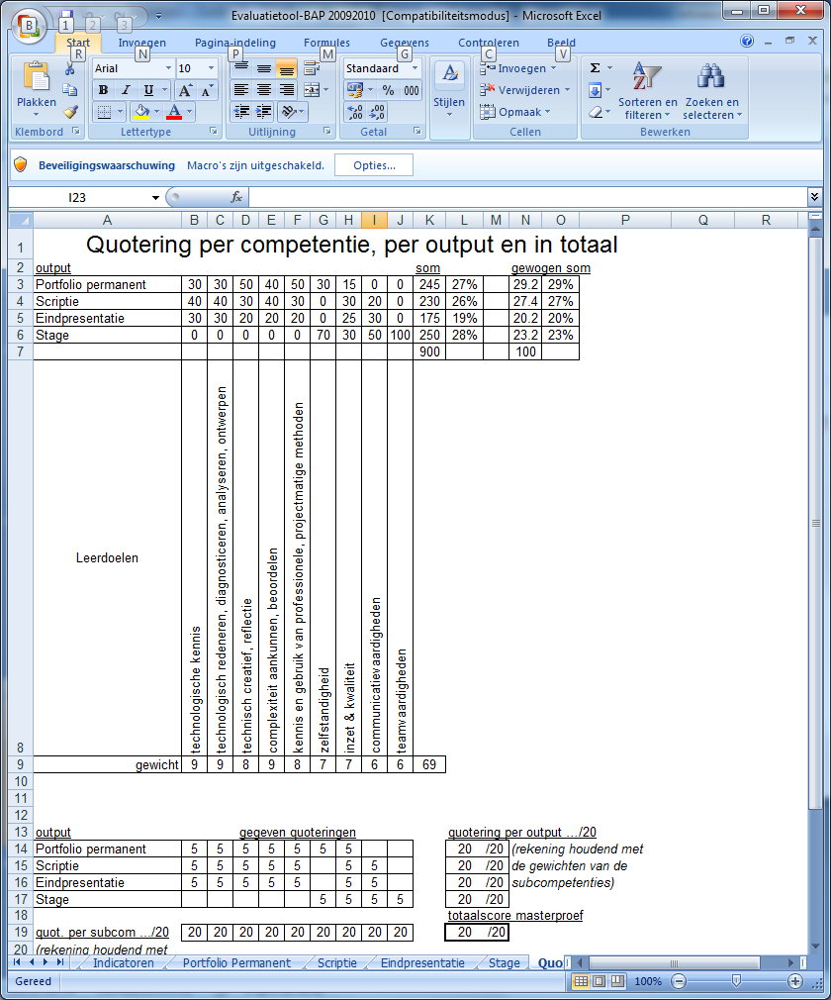 Evaluatietool-BAP 20092010 [Compatibiliteitsmodus] - Microsoft Excel
B 1 2 3
Start Invoegen Pagina-indeling Formules Gegevens Controleren Beeld
R N P M G C V
Plakken
Arial 10
Standaard
Stijlen
Invoegen
Verwijderen
Opmaak
Sorteren en filteren
Zoeken en selecteren
B I U A A % 000
Klembord Lettertype Uitlijning Getal Cellen Bewerken
Beveiligingswaarschuwing Macro's zijn uitgeschakeld. Opties...
I23 fx
A B C D E F G H I J K L M N O P Q R
1 Quotering per competentie, per output en in totaal
2 output som gewogen som
3 Portfolio permanent 30 30 50 40 50 30 15 0 0 245 27% 29.2 29%
4 Scriptie 40 40 30 40 30 0 30 20 0 230 26% 27.4 27%
5 Eindpresentatie 30 30 20 20 20 0 25 30 0 175 19% 20.2 20%
6 Stage 0 0 0 0 0 70 30 50 100 250 28% 23.2 23%
7 900 100
8 Leerdoelen
technologische kennis
technologisch redeneren, diagnosticeren, analyseren, ontwerpen
technisch creatief, reflectie
complexiteit aankunnen, beoordelen
kennis en gebruik van professionele, projectmatige methoden
zelfstandigheid
inzet & kwaliteit
communicatievaardigheden
teamvaardigheden
9 gewicht 9 9 8 9 8 7 7 6 6 69
10
11
12
13 output gegeven quoteringen quotering per output .../20
14 Portfolio permanent 5 5 5 5 5 5 5 20 /20 (rekening houdend met
15 Scriptie 5 5 5 5 5 5 5 20 /20 de gewichten van de
16 Eindpresentatie 5 5 5 5 5 5 5 20 /20 subcompetenties)
17 Stage 5 5 5 5 20 /20
18 totaalscore masterproef
19 quot. per subcom .../20 20 20 20 20 20 20 20 20 20 20 /20
20 (rekening houdend met
Indicatoren Portfolio Permanent Scriptie Eindpresentatie Stage Quo
Gereed 100%